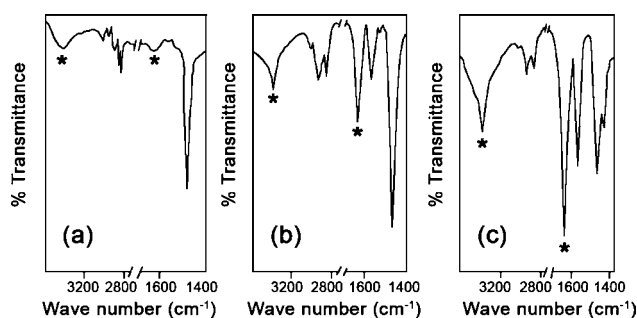 % Transmittance % Transmittance % Transmittance
* * * * * *
(a) (b) (c)
3200 2800 1600 1400 3200 2800 1600 1400 3200 2800 1600 1400
Wave number (cm⁻¹) Wave number (cm⁻¹) Wave number (cm⁻¹)